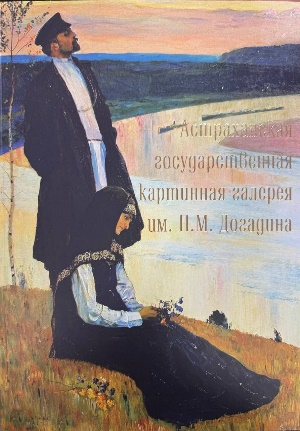 Астраханская
государственная
картинная галерея
им. П.М. Догадина